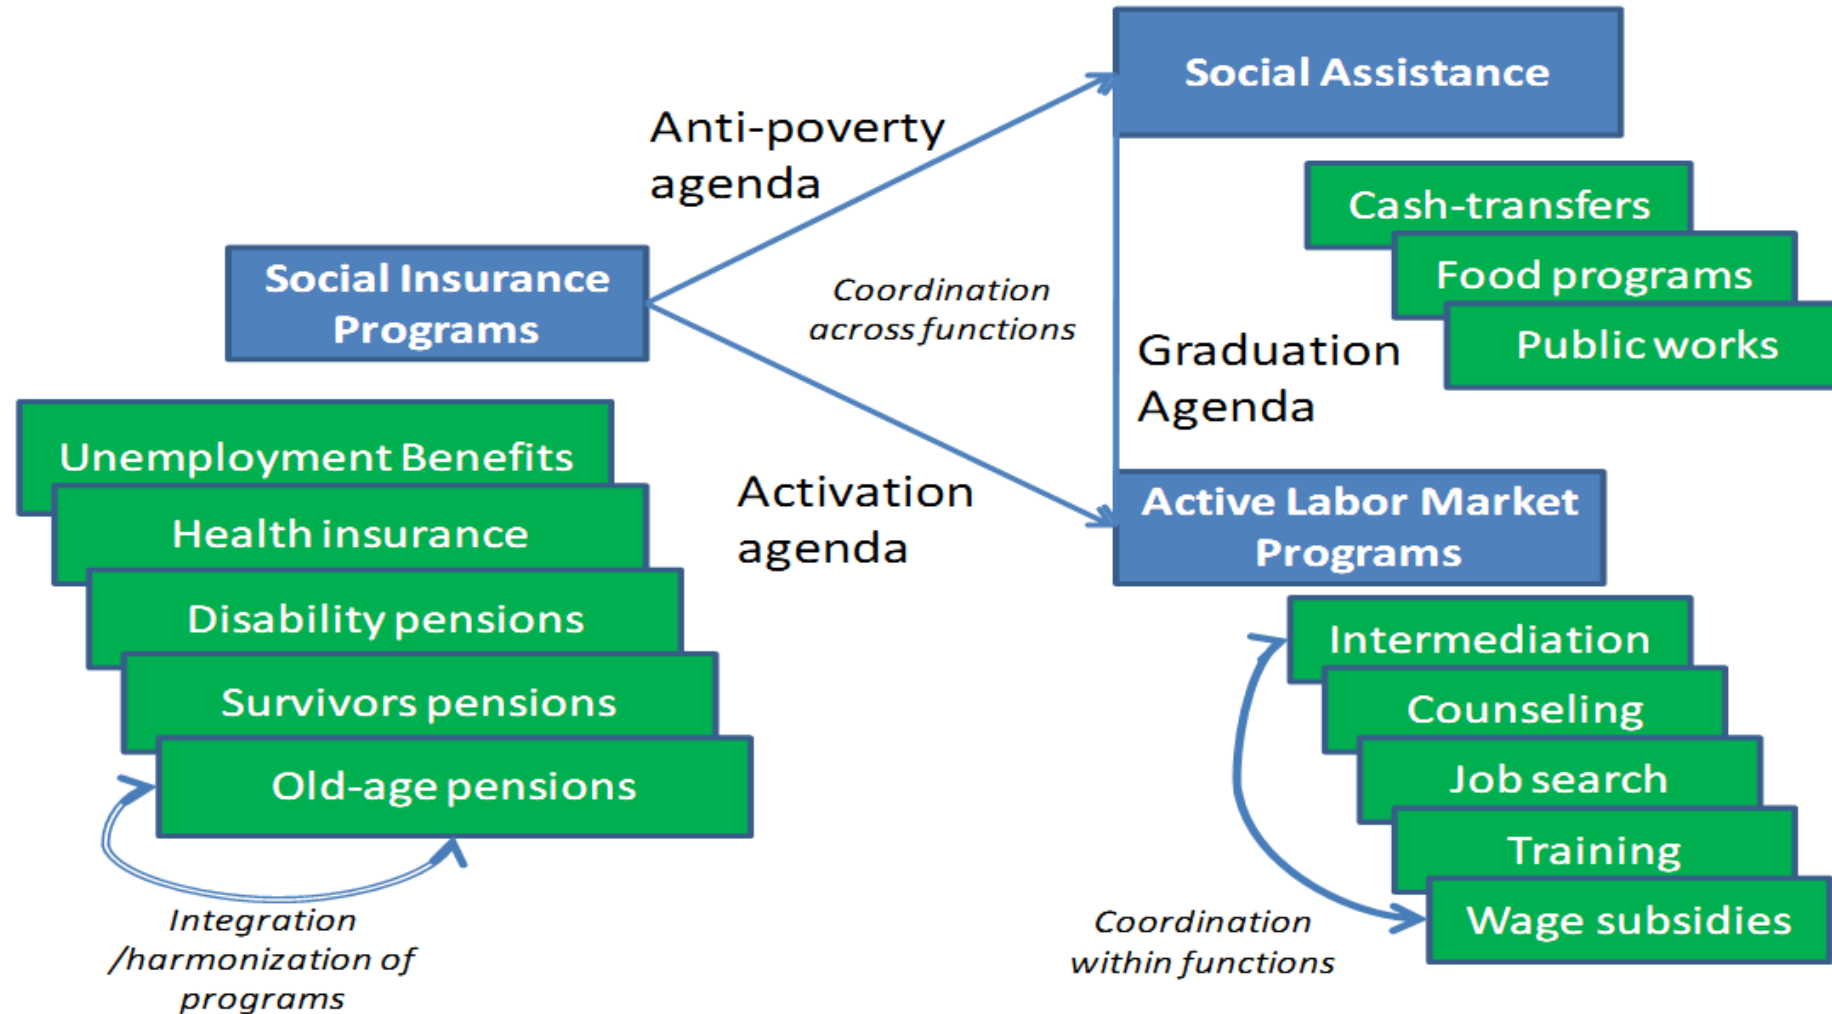 Social Assistance
Anti-poverty
agenda
Cash-transfers
Food programs
Public works
Social Insurance
Programs
Coordination
across functions
Graduation
Agenda
Unemployment Benefits
Health insurance
Disability pensions
Survivors pensions
Old-age pensions
Activation
agenda
Active Labor Market
Programs
Intermediation
Counseling
Job search
Training
Wage subsidies
Integration
/harmonization of
programs
Coordination
within functions